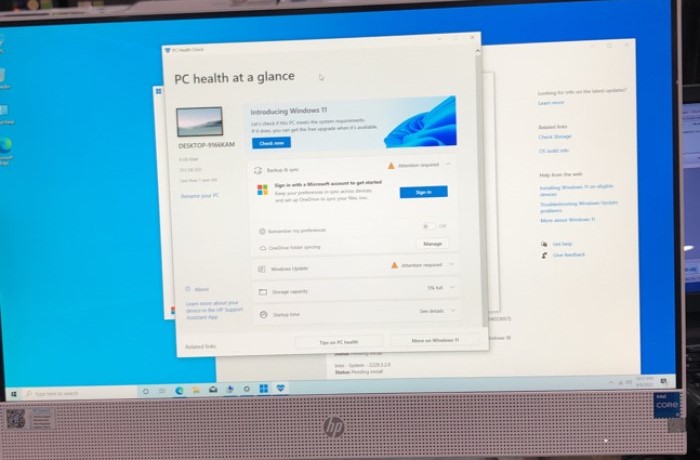 PC Health Check
PC health at a glance
DESKTOP-9166KAM
Rename your PC
About
Learn more about your
device in the HP Support
Assistant App
Related links
Introducing Windows 11
Let's check if this PC meets the system requirements.
If it does, you can get the free upgrade when it's available.
Check now
Backup & sync
Attention required
Sign in with a Microsoft account to get started
Keep your preferences in sync across devices,
and set up OneDrive to sync your files, too.
Sign in
Remember my preferences
Off
OneDrive folder syncing
Manage
Windows Update
Attention required
Storage capacity
5% full
Startup time
See details
Tips on PC health
More on Windows 11
Looking for info on the latest updates?
Learn more
Related links
Check Storage
OS build info
Help from the web
Installing Windows 11 on eligible
devices
Troubleshooting Windows Update
problems
More about Windows 11
Get help
Give feedback
Status: Pending install
Type here to search
hp
intel
CORE